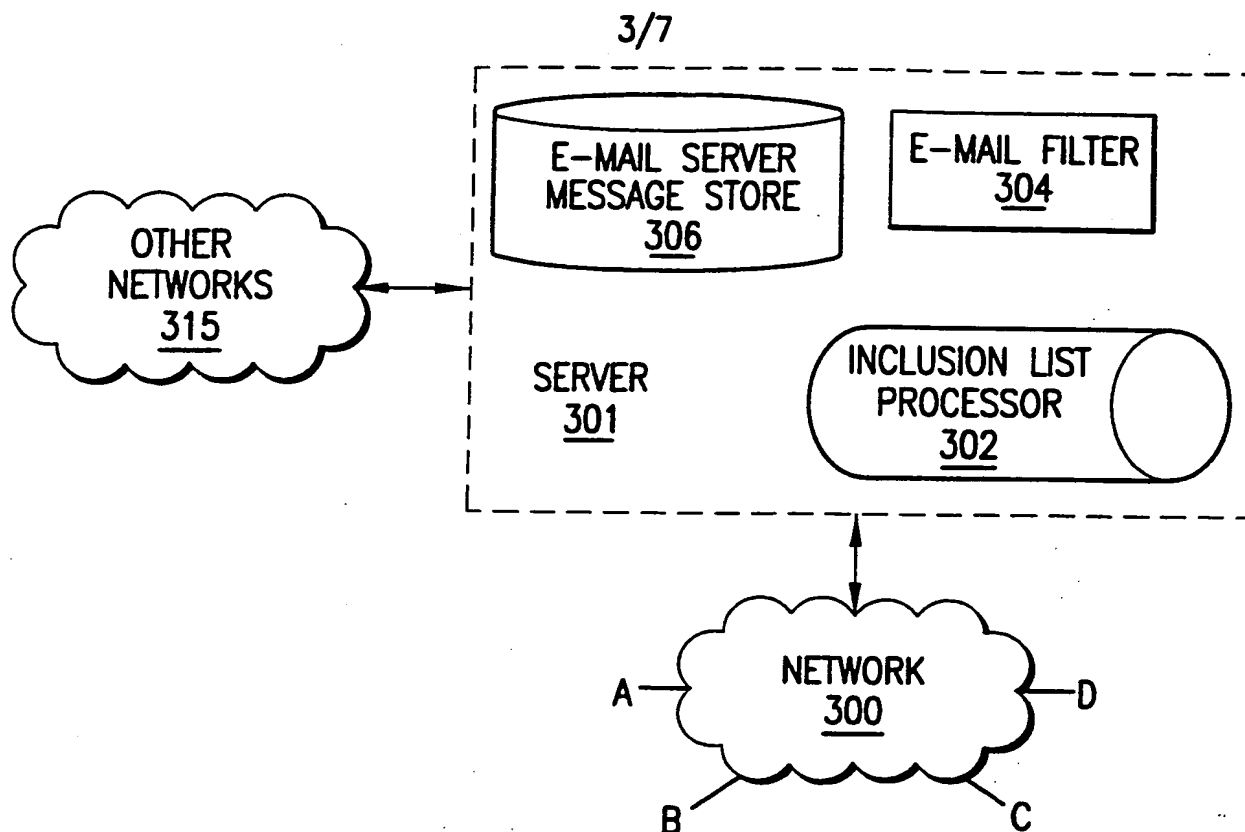 3/7
E-MAIL SERVER
MESSAGE STORE
306
E-MAIL FILTER
304
OTHER
NETWORKS
315
SERVER
301
INCLUSION LIST
PROCESSOR
302
NETWORK
300
A
D
B
C